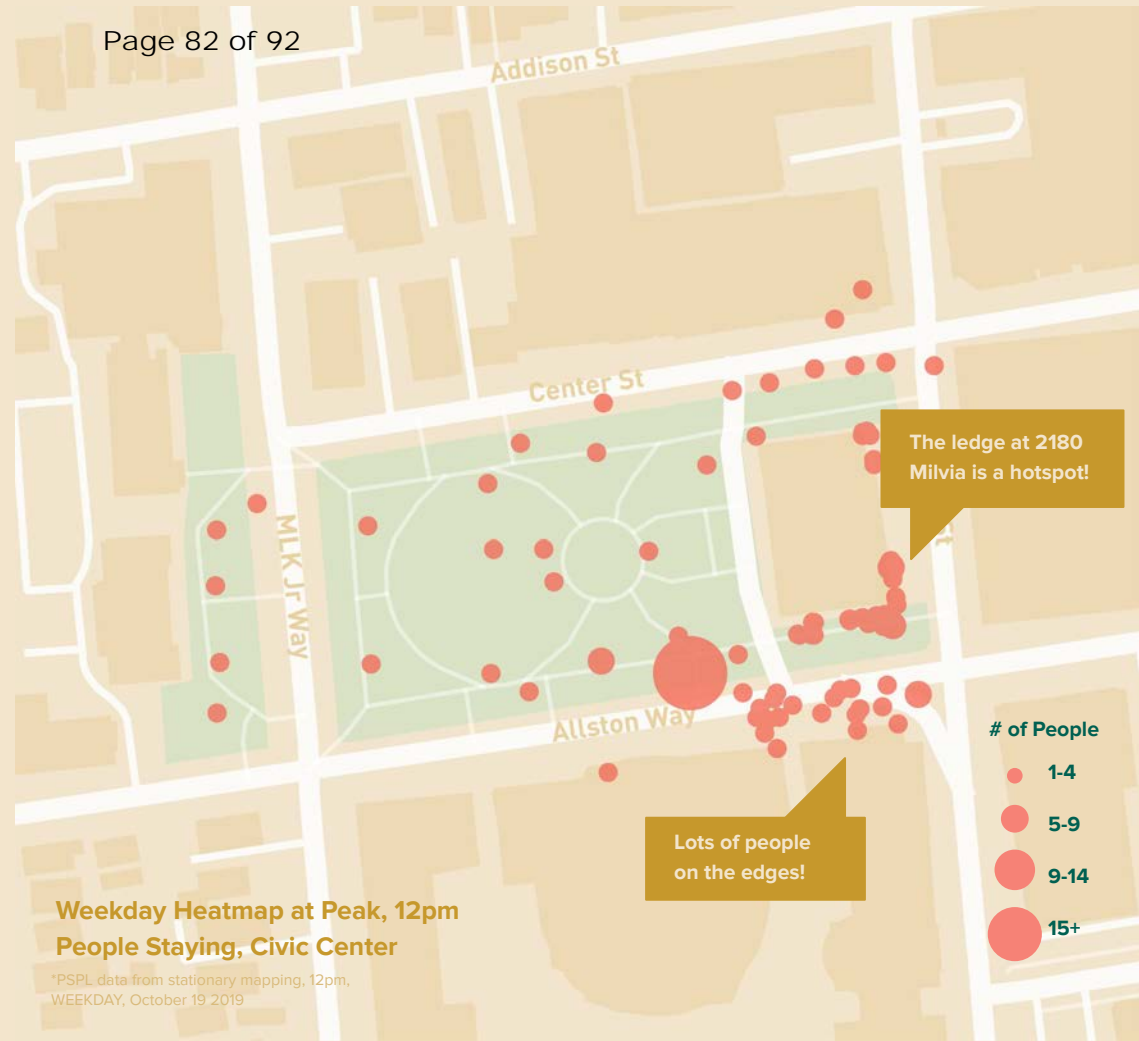 Page 82 of 92
Addison St
Center St
The ledge at 2180
Milvia is a hotspot!
St
MLK Jr Way
Allston Way
# of People
1-4
5-9
9-14
15+
Lots of people
on the edges!
Weekday Heatmap at Peak, 12pm
People Staying, Civic Center
*PSPL data from stationary mapping, 12pm,
WEEKDAY, October 19 2019